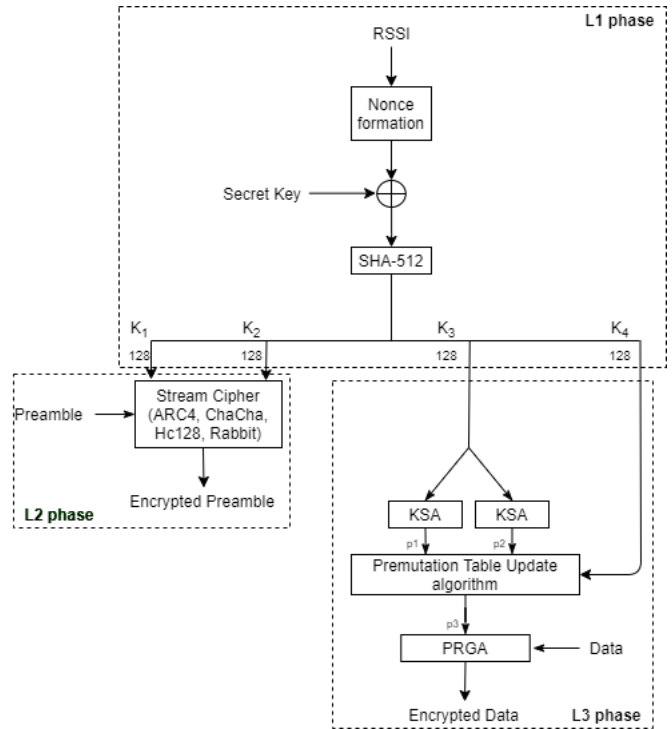 L1 phase
RSSI
Nonce
formation
Secret Key
SHA-512
K1 K2 K3 K4
128 128 128 128
Preamble
Stream Cipher
(ARC4, ChaCha,
Hc128, Rabbit)
Encrypted Preamble
L2 phase
KSA KSA
p1 p2
Premutation Table Update
algorithm
p3
PRGA
Data
Encrypted Data
L3 phase